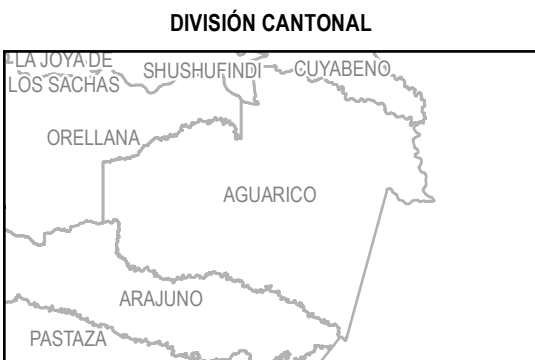 DIVISIÓN CANTONAL
LA JOYA DE
LOS SACHAS
SHUSHUFINDI
CUYABENO
ORELLANA
AGUARICO
ARAJUNO
PASTAZA